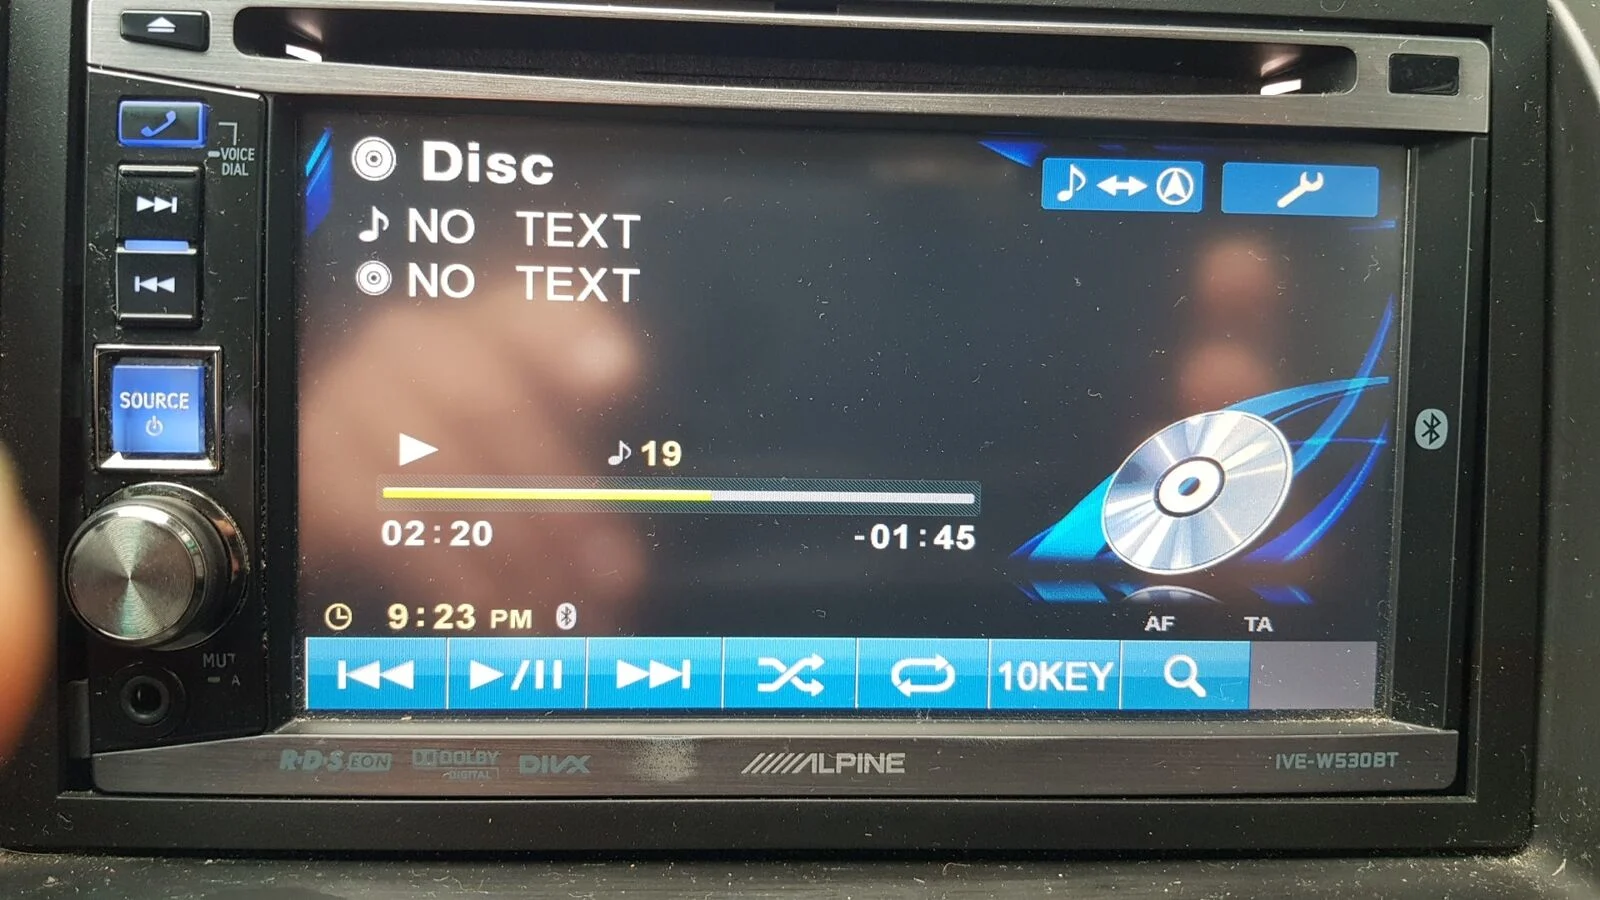 VOICE
DIAL
Disc
NO TEXT
NO TEXT
SOURCE
19
02:20
-01:45
9:23 PM
AF
TA
10KEY
R·D·S EON
DOLBY
DIGITAL
DIVX
ALPINE
IVE-W530BT